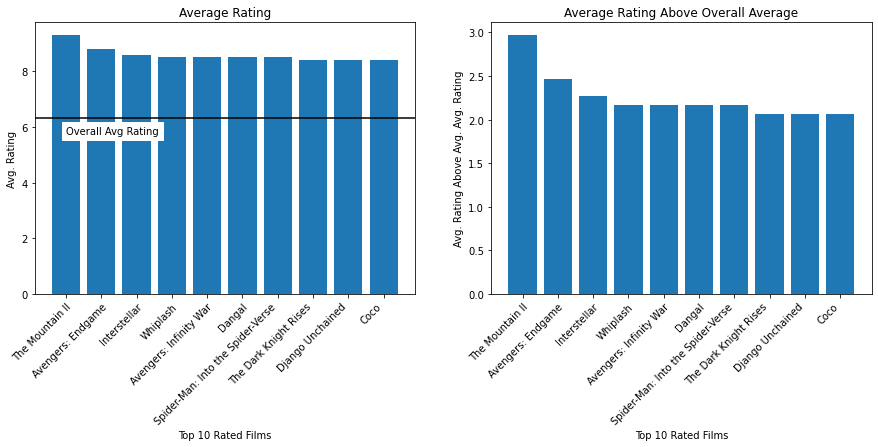 Average Rating
Avg. Rating
8
6
4
2
0
Overall Avg Rating
The Mountain II
Avengers: Endgame
Interstellar
Whiplash
Avengers: Infinity War
Dangal
Spider-Man: Into the Spider-Verse
The Dark Knight Rises
Django Unchained
Coco
Top 10 Rated Films
Average Rating Above Overall Average
Avg. Rating Above Avg. Avg. Rating
3.0
2.5
2.0
1.5
1.0
0.5
0.0
The Mountain II
Avengers: Endgame
Interstellar
Whiplash
Avengers: Infinity War
Dangal
Spider-Man: Into the Spider-Verse
The Dark Knight Rises
Django Unchained
Coco
Top 10 Rated Films